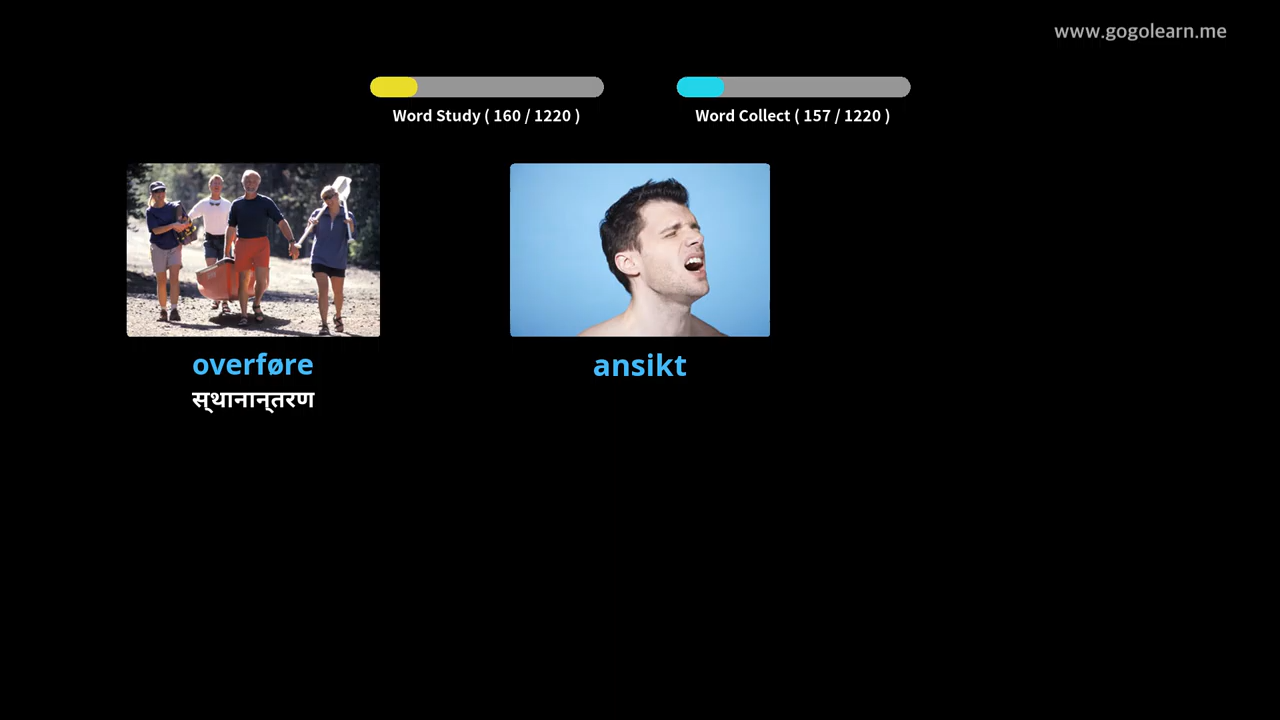 www.gogolearn.me
Word Study ( 160 / 1220 )
Word Collect ( 157 / 1220 )
overføre
स्थानान्तरण
ansikt